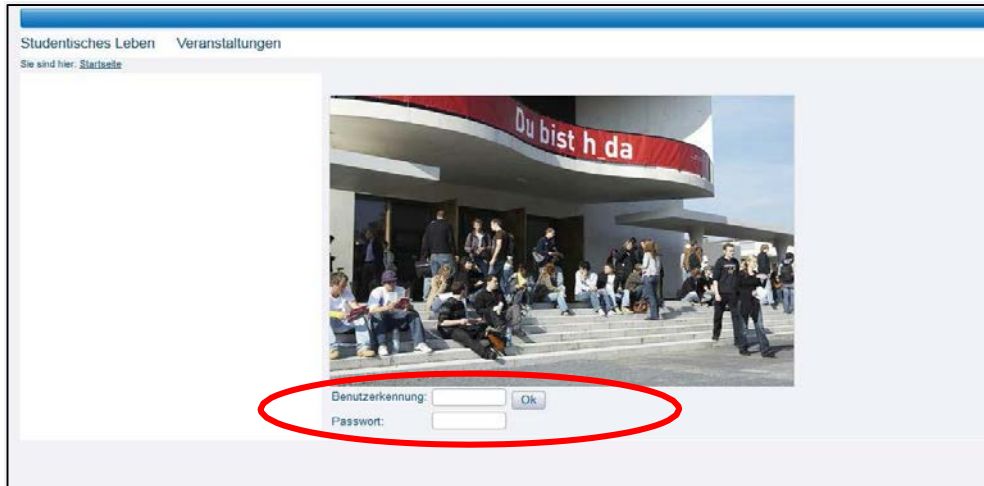 Studentisches Leben Veranstaltungen
Sie sind hier: Startseite
Du bist h_da
Benutzerkennung: Ok
Passwort: